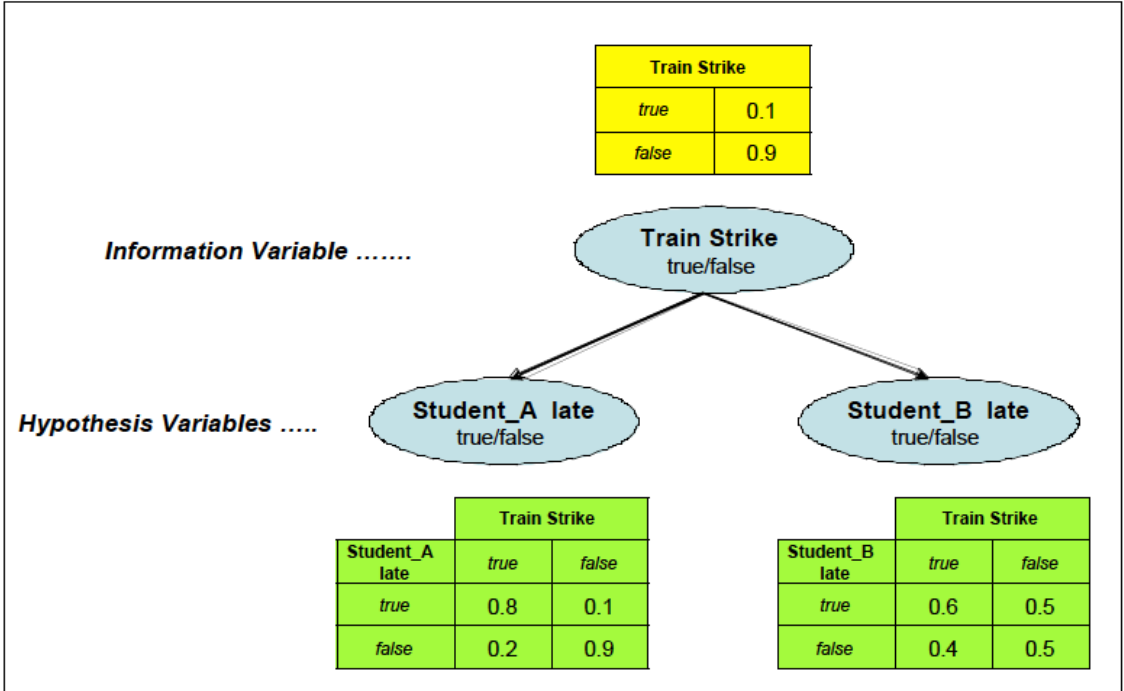 Train Strike
true 0.1
false 0.9
Information Variable …….
Train Strike
true/false
Hypothesis Variables …..
Student_A late
true/false
Student_B late
true/false
Train Strike
Student_A
late
true false
true 0.8 0.1
false 0.2 0.9
Train Strike
Student_B
late
true false
true 0.6 0.5
false 0.4 0.5